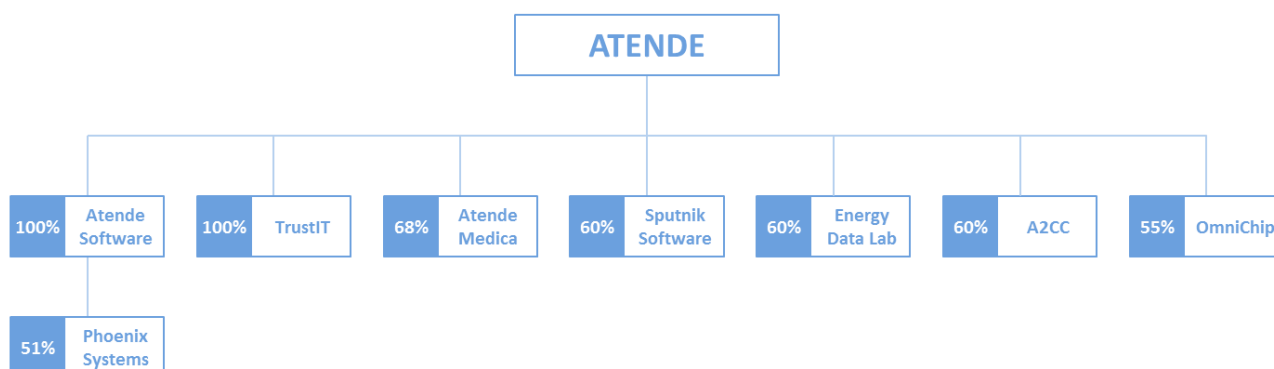 ATENDE
100%
Atende
Software
100%
TrustIT
68%
Atende
Medica
60%
Sputnik
Software
60%
Energy
Data Lab
60%
A2CC
55%
OmniChip
51%
Phoenix
Systems